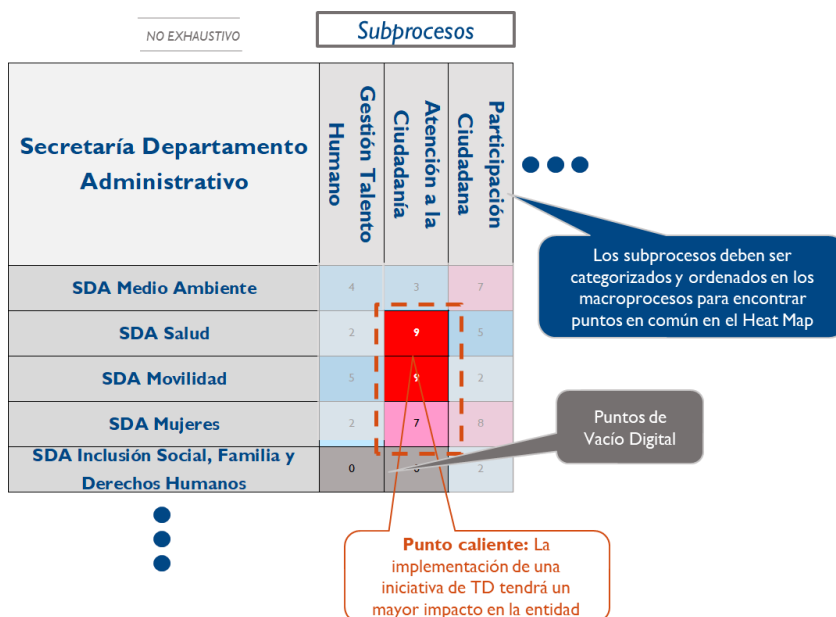 NO EXHAUSTIVO
Subprocesos
Secretaría Departamento
Administrativo
Gestión Talento
Humano
Atención a la
Ciudadanía
Participación
Ciudadana
Los subprocesos deben ser
categorizados y ordenados en los
macroprocesos para encontrar
puntos en común en el Heat Map
SDA Medio Ambiente 4 3 7
SDA Salud 2 9 5
SDA Movilidad 5 9 2
SDA Mujeres 2 7 8
SDA Inclusión Social, Familia y
Derechos Humanos 0 2
Puntos de
Vacío Digital
Punto caliente: La
implementación de una
iniciativa de TD tendrá un
mayor impacto en la entidad